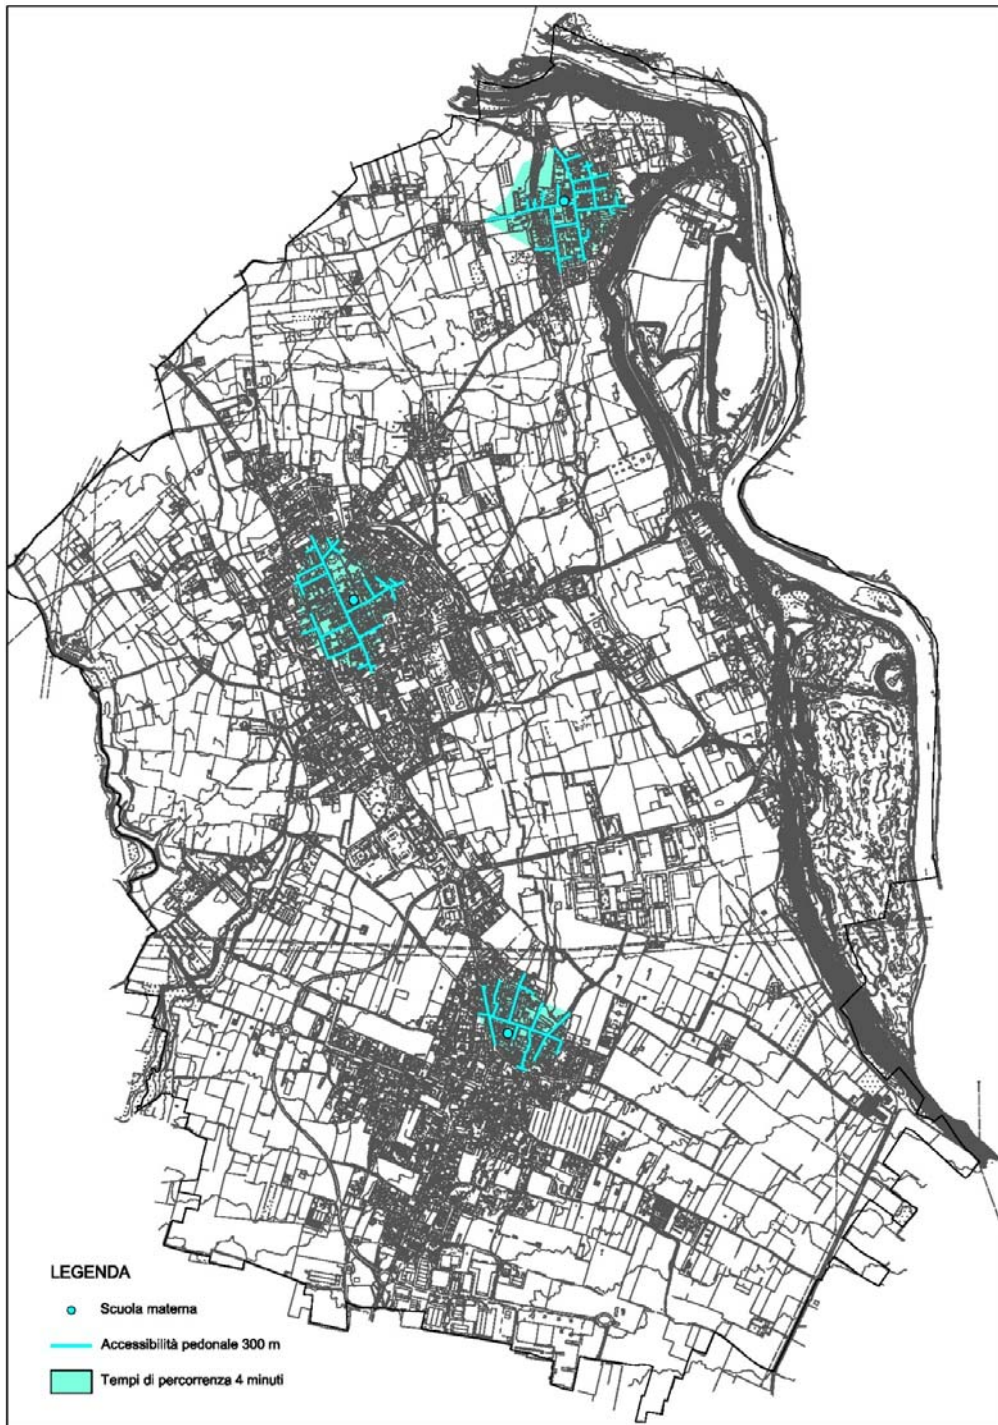 LEGENDA
Scuola materna
Accessibilità pedonale 300 m
Tempi di percorrenza 4 minuti